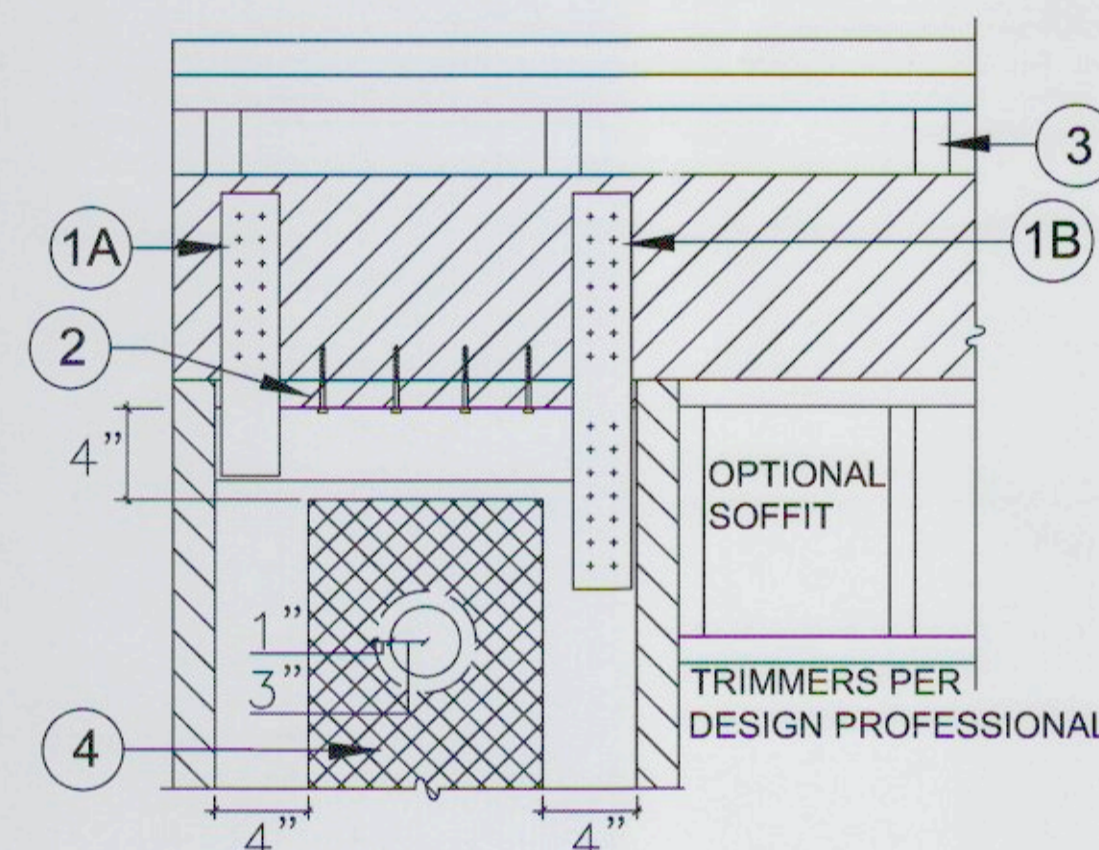 3
1A
1B
2
4”
OPTIONAL
SOFFIT
1”
3”
TRIMMERS PER
DESIGN PROFESSIONAL
4
4”
4”